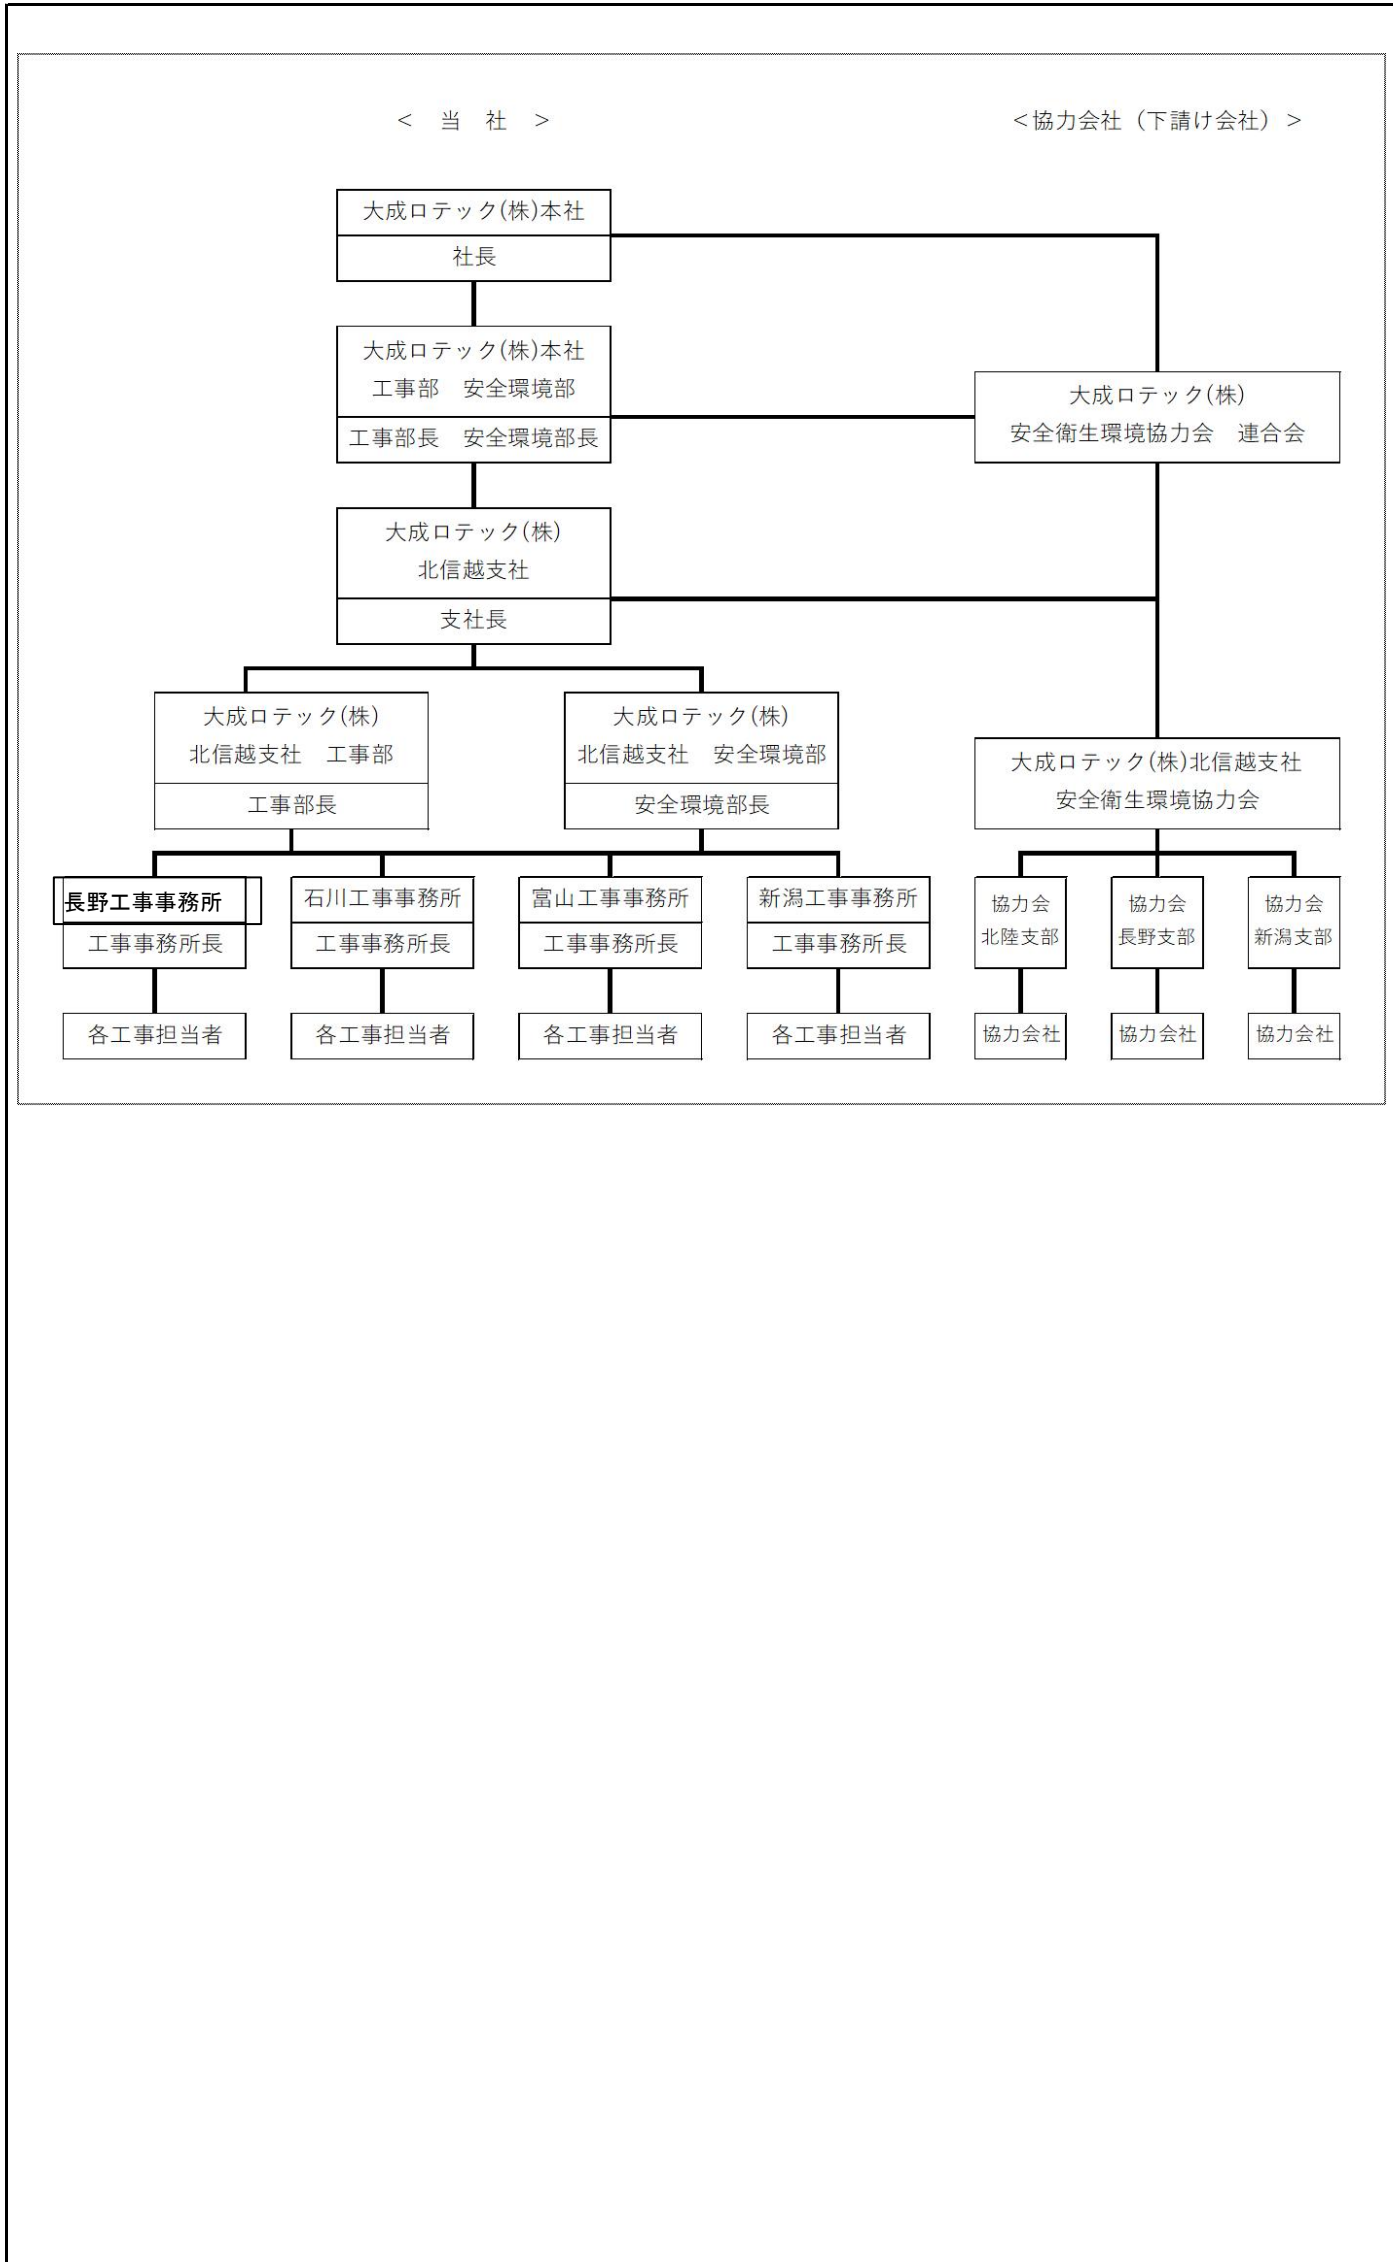 ＜　当　社　＞
＜協力会社（下請け会社）＞
大成ロテック(株)本社
社長
大成ロテック(株)本社
工事部　安全環境部
工事部長　安全環境部長
大成ロテック(株)
安全衛生環境協力会　連合会
大成ロテック(株)
北信越支社
支社長
大成ロテック(株)
北信越支社　工事部
工事部長
大成ロテック(株)
北信越支社　安全環境部
安全環境部長
大成ロテック(株)北信越支社
安全衛生環境協力会
長野工事事務所
工事事務所長
石川工事事務所
工事事務所長
富山工事事務所
工事事務所長
新潟工事事務所
工事事務所長
協力会
北陸支部
協力会
長野支部
協力会
新潟支部
各工事担当者
各工事担当者
各工事担当者
各工事担当者
協力会社
協力会社
協力会社